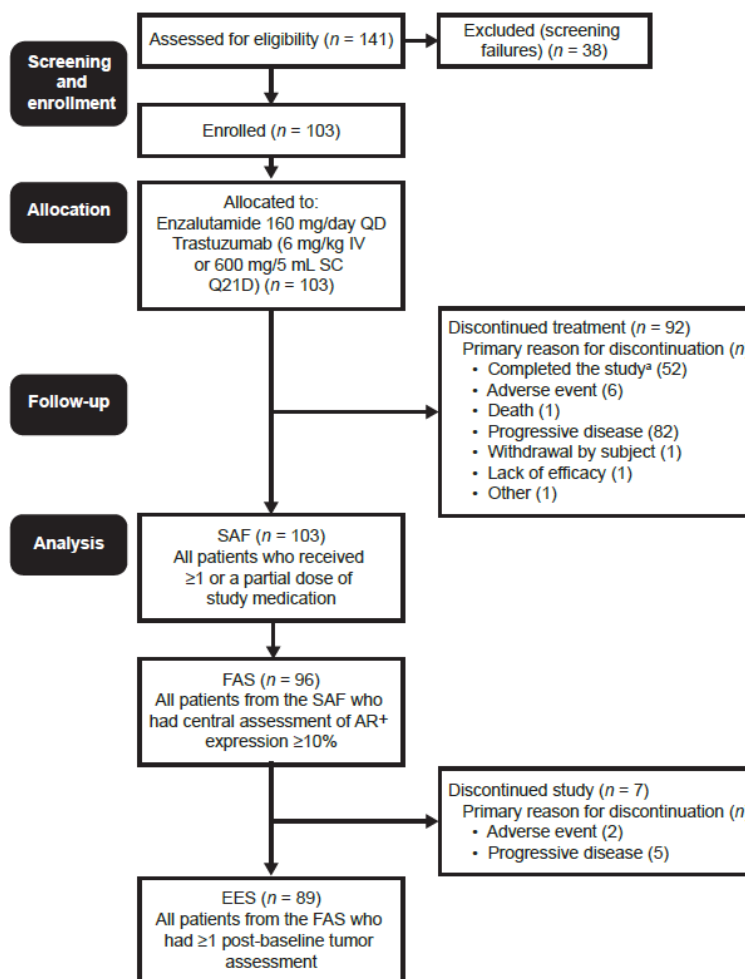 Screening
and
enrollment
Assessed for eligibility (n = 141)
Excluded (screening
failures) (n = 38)
Enrolled (n = 103)
Allocation
Allocated to:
Enzalutamide 160 mg/day QD
Trastuzumab (6 mg/kg IV
or 600 mg/5 mL SC
Q21D) (n = 103)
Follow-up
Discontinued treatment (n = 92)
Primary reason for discontinuation (n
• Completed the studyᵃ (52)
• Adverse event (6)
• Death (1)
• Progressive disease (82)
• Withdrawal by subject (1)
• Lack of efficacy (1)
• Other (1)
Analysis
SAF (n = 103)
All patients who received
≥1 or a partial dose of
study medication
FAS (n = 96)
All patients from the SAF who
had central assessment of AR+
expression ≥10%
Discontinued study (n = 7)
Primary reason for discontinuation (n
• Adverse event (2)
• Progressive disease (5)
EES (n = 89)
All patients from the FAS who
had ≥1 post-baseline tumor
assessment